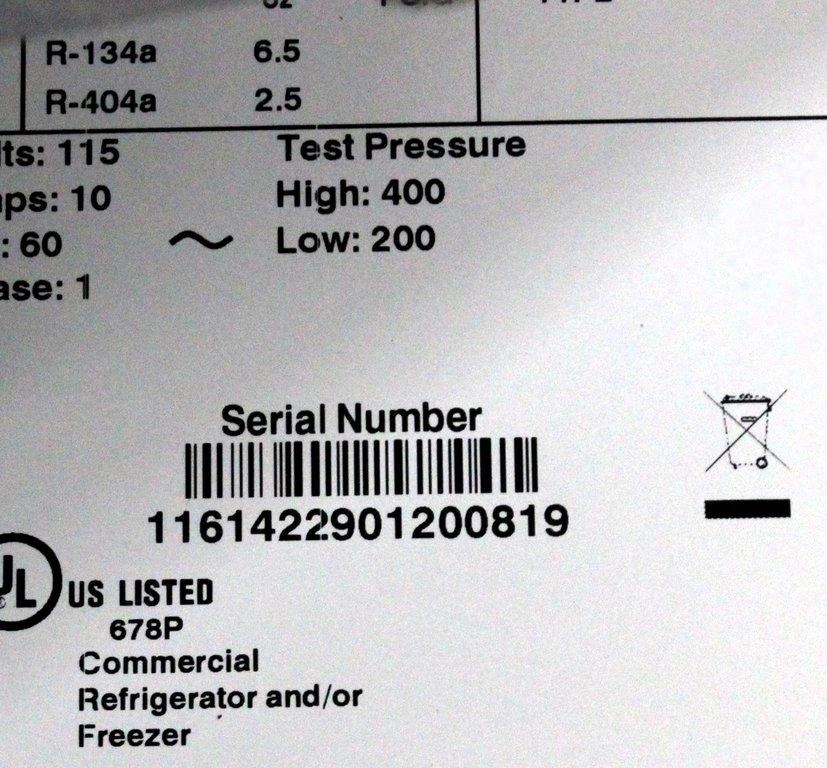 R-134a 6.5
R-404a 2.5
lts: 115 Test Pressure
ps: 10 High: 400
: 60 ~ Low: 200
ase: 1
Serial Number
1161422901200819
UL US LISTED
678P
Commercial
Refrigerator and/or
Freezer